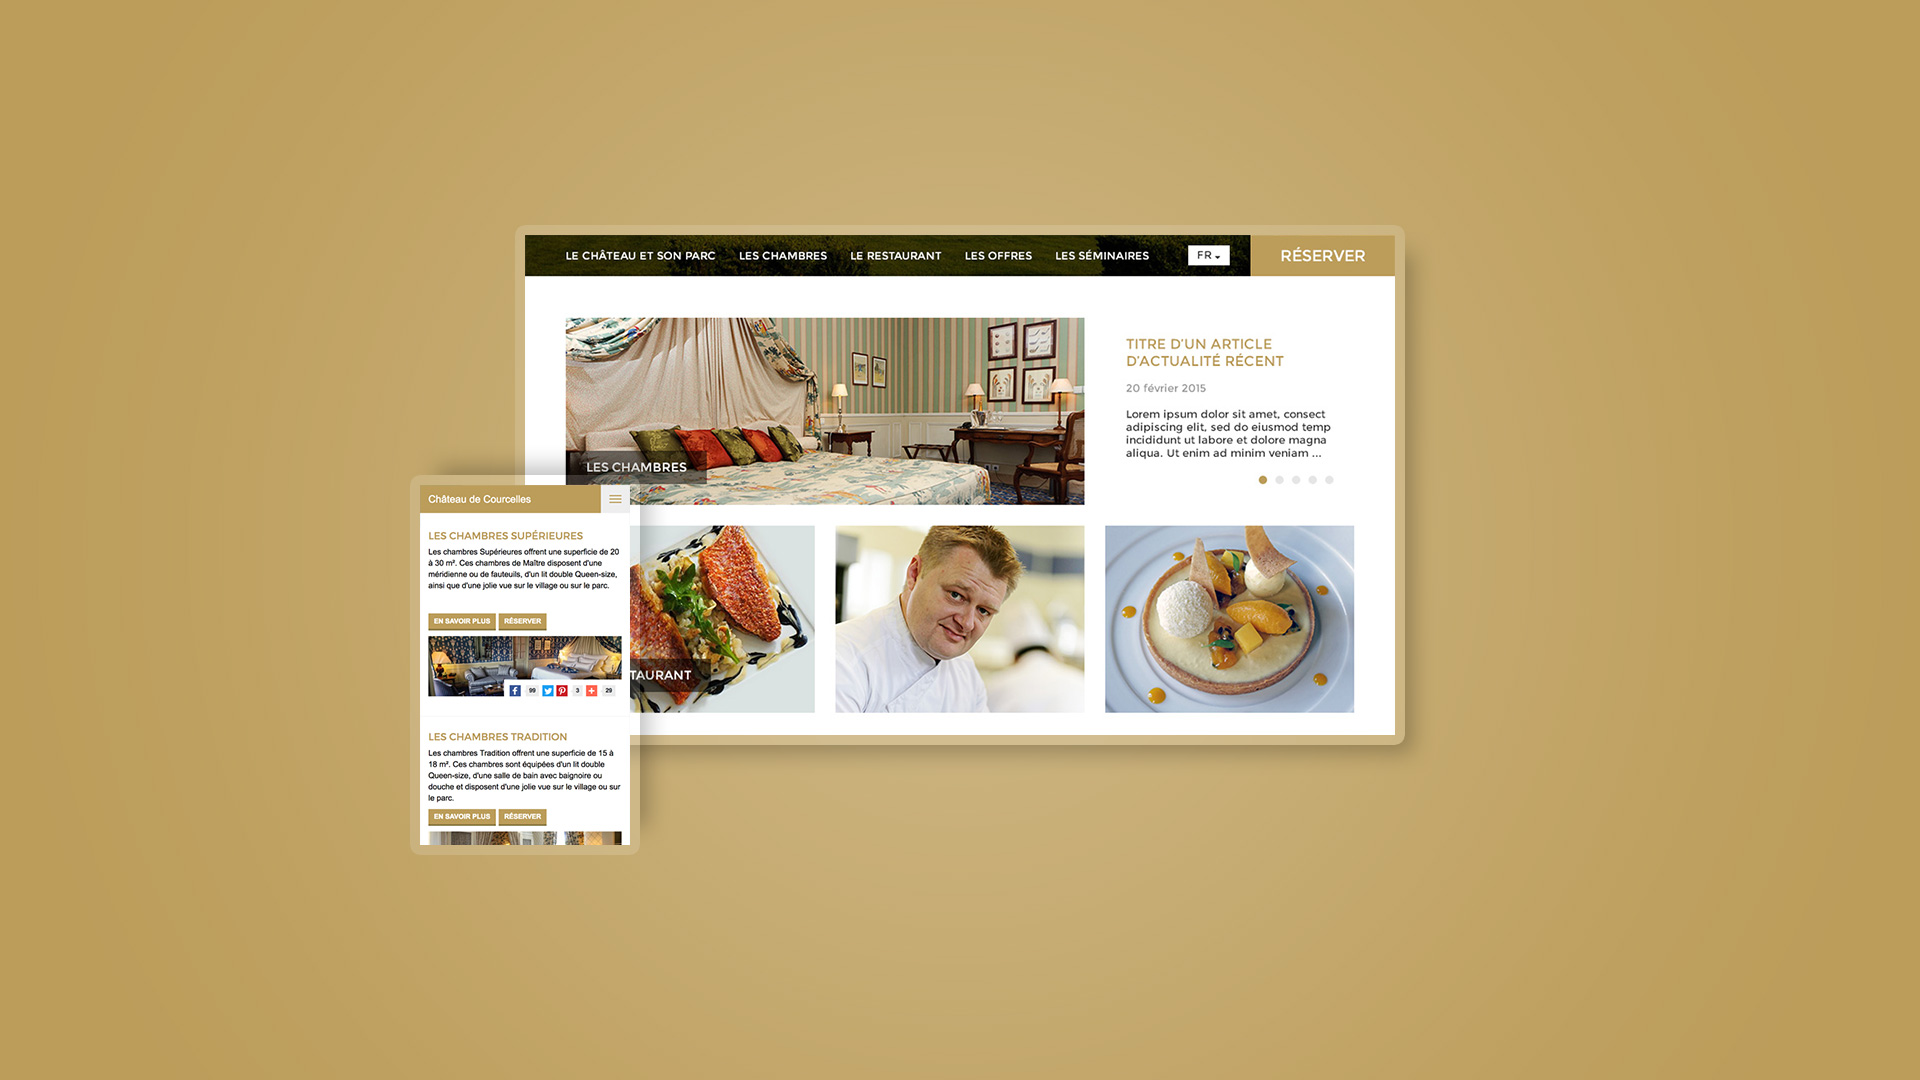 LE CHÂTEAU ET SON PARC LES CHAMBRES LE RESTAURANT LES OFFRES LES SÉMINAIRES FR RÉSERVER
TITRE D'UN ARTICLE
D'ACTUALITÉ RÉCENT
20 février 2015
Lorem ipsum dolor sit amet, consect
adipiscing elit, sed do eiusmod temp
incididunt ut labore et dolore magna
aliqua. Ut enim ad minim veniam ...
LES CHAMBRES
TAURANT
Château de Courcelles
LES CHAMBRES SUPÉRIEURES
Les chambres Supérieures offrent une superficie de 20
à 30 m². Ces chambres de Maître disposent d'une
méridienne ou de fauteuils, d'un lit double Queen-size,
ainsi que d'une jolie vue sur le village ou sur le parc.
EN SAVOIR PLUS RÉSERVER
99 3 29
LES CHAMBRES TRADITION
Les chambres Tradition offrent une superficie de 15 à
18 m². Ces chambres sont équipées d'un lit double
Queen-size, d'une salle de bain avec baignoire ou
douche et disposent d'une jolie vue sur le village ou sur
le parc.
EN SAVOIR PLUS RÉSERVER